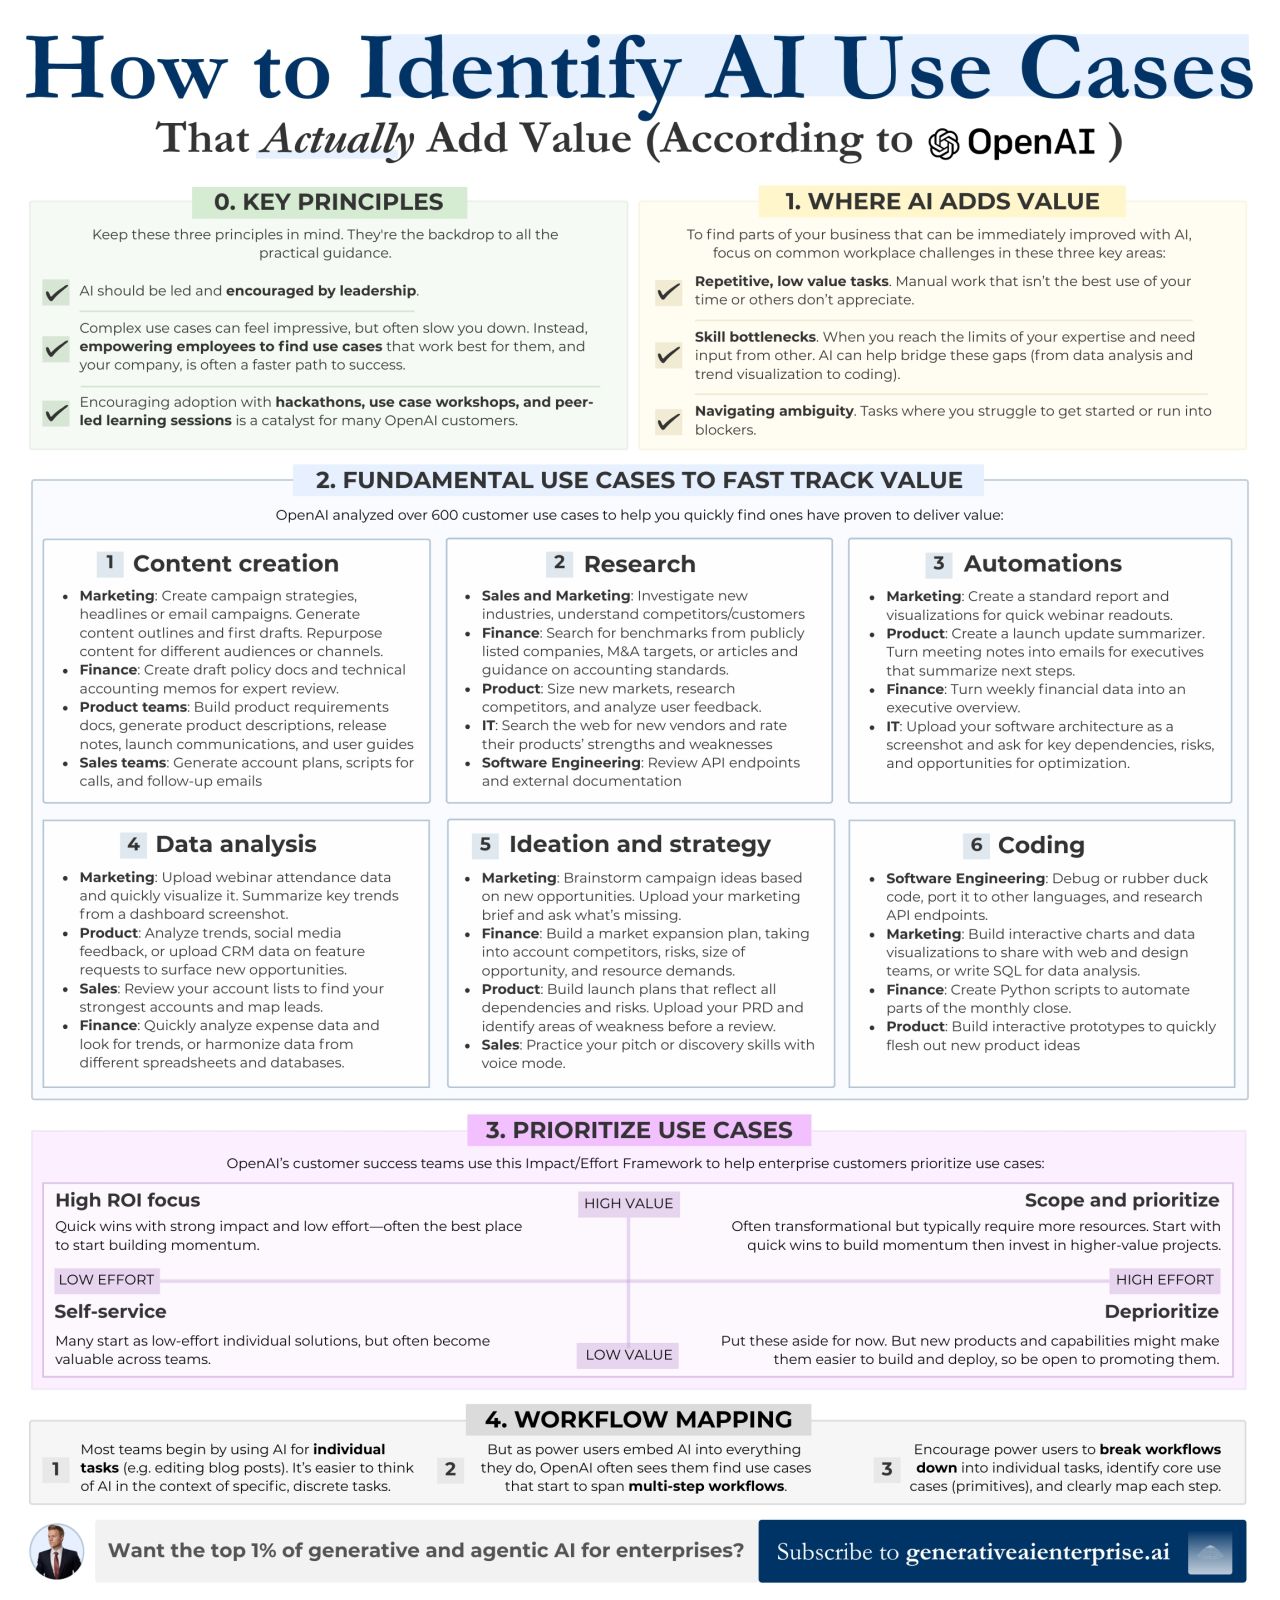 How to Identify AI Use Cases
That Actually Add Value (According to OpenAI )
0. KEY PRINCIPLES
Keep these three principles in mind. They're the backdrop to all the
practical guidance.
AI should be led and encouraged by leadership.
Complex use cases can feel impressive, but often slow you down. Instead,
empowering employees to find use cases that work best for them, and
your company, is often a faster path to success.
Encouraging adoption with hackathons, use case workshops, and peer-
led learning sessions is a catalyst for many OpenAI customers.
1. WHERE AI ADDS VALUE
To find parts of your business that can be immediately improved with AI,
focus on common workplace challenges in these three key areas:
Repetitive, low value tasks. Manual work that isn’t the best use of your
time or others don’t appreciate.
Skill bottlenecks. When you reach the limits of your expertise and need
input from other. AI can help bridge these gaps (from data analysis and
trend visualization to coding).
Navigating ambiguity. Tasks where you struggle to get started or run into
blockers.
2. FUNDAMENTAL USE CASES TO FAST TRACK VALUE
OpenAI analyzed over 600 customer use cases to help you quickly find ones have proven to deliver value:
1 Content creation
• Marketing: Create campaign strategies,
headlines or email campaigns. Generate
content outlines and first drafts. Repurpose
content for different audiences or channels.
• Finance: Create draft policy docs and technical
accounting memos for expert review.
• Product teams: Build product requirements
docs, generate product descriptions, release
notes, launch communications, and user guides
• Sales teams: Generate account plans, scripts for
calls, and follow-up emails
2 Research
• Sales and Marketing: Investigate new
industries, understand competitors/customers
• Finance: Search for benchmarks from publicly
listed companies, M&A targets, or articles and
guidance on accounting standards.
• Product: Size new markets, research
competitors, and analyze user feedback.
• IT: Search the web for new vendors and rate
their products’ strengths and weaknesses
• Software Engineering: Review API endpoints
and external documentation
3 Automations
• Marketing: Create a standard report and
visualizations for quick webinar readouts.
• Product: Create a launch update summarizer.
Turn meeting notes into emails for executives
that summarize next steps.
• Finance: Turn weekly financial data into an
executive overview.
• IT: Upload your software architecture as a
screenshot and ask for key dependencies, risks,
and opportunities for optimization.
4 Data analysis
• Marketing: Upload webinar attendance data
and quickly visualize it. Summarize key trends
from a dashboard screenshot.
• Product: Analyze trends, social media
feedback, or upload CRM data on feature
requests to surface new opportunities.
• Sales: Review your account lists to find your
strongest accounts and map leads.
• Finance: Quickly analyze expense data and
look for trends, or harmonize data from
different spreadsheets and databases.
5 Ideation and strategy
• Marketing: Brainstorm campaign ideas based
on new opportunities. Upload your marketing
brief and ask what’s missing.
• Finance: Build a market expansion plan, taking
into account competitors, risks, size of
opportunity, and resource demands.
• Product: Build launch plans that reflect all
dependencies and risks. Upload your PRD and
identify areas of weakness before a review.
• Sales: Practice your pitch or discovery skills with
voice mode.
6 Coding
• Software Engineering: Debug or rubber duck
code, port it to other languages, and research
API endpoints.
• Marketing: Build interactive charts and data
visualizations to share with web and design
teams, or write SQL for data analysis.
• Finance: Create Python scripts to automate
parts of the monthly close.
• Product: Build interactive prototypes to quickly
flesh out new product ideas
3. PRIORITIZE USE CASES
OpenAI’s customer success teams use this Impact/Effort Framework to help enterprise customers prioritize use cases:
High ROI focus
Quick wins with strong impact and low effort—often the best place
to start building momentum.
HIGH VALUE
Scope and prioritize
Often transformational but typically require more resources. Start with
quick wins to build momentum then invest in higher-value projects.
LOW EFFORT
HIGH EFFORT
Self-service
Many start as low-effort individual solutions, but often become
valuable across teams.
LOW VALUE
Deprioritize
Put these aside for now. But new products and capabilities might make
them easier to build and deploy, so be open to promoting them.
4. WORKFLOW MAPPING
1
Most teams begin by using AI for individual
tasks (e.g. editing blog posts). It’s easier to think
of AI in the context of specific, discrete tasks.
2
But as power users embed AI into everything
they do, OpenAI often sees them find use cases
that start to span multi-step workflows.
3
Encourage power users to break workflows
down into individual tasks, identify core use
cases (primitives), and clearly map each step.
Want the top 1% of generative and agentic AI for enterprises?
Subscribe to generativeaienterprise.ai